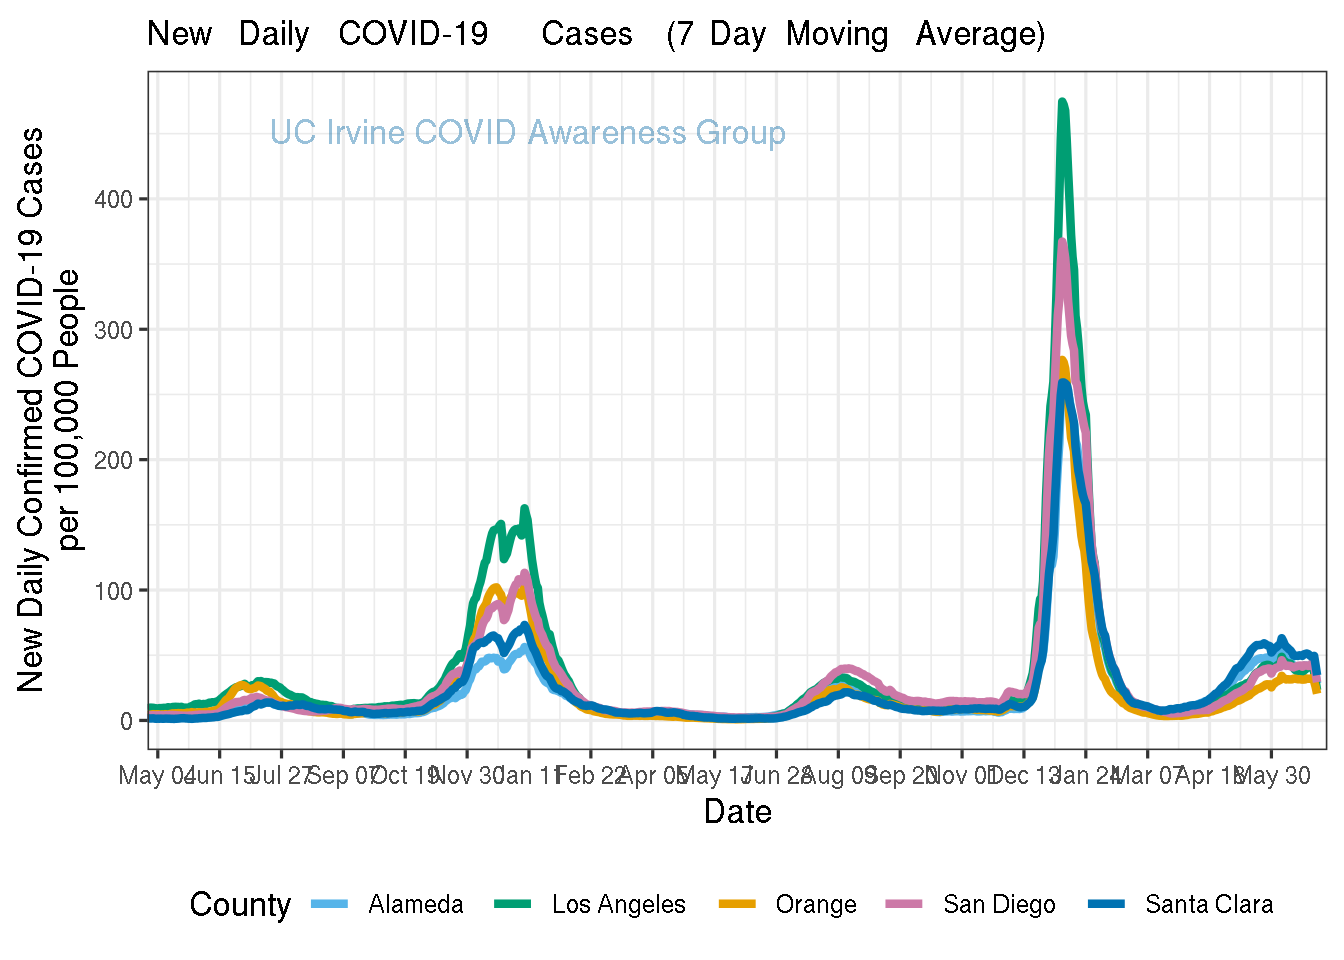 New Daily COVID-19 Cases (7 Day Moving Average)
UC Irvine COVID Awareness Group
New Daily Confirmed COVID-19 Cases
per 100,000 People
400
300
200
100
0
May 04 Jun 15 Jul 27 Sep 07 Oct 19 Nov 30 Jan 11 Feb 22 Apr 05 May 17 Jun 28 Aug 09 Sep 20 Nov 01 Dec 13 Jan 24 Mar 07 Apr 18 May 30
Date
County Alameda Los Angeles Orange San Diego Santa Clara